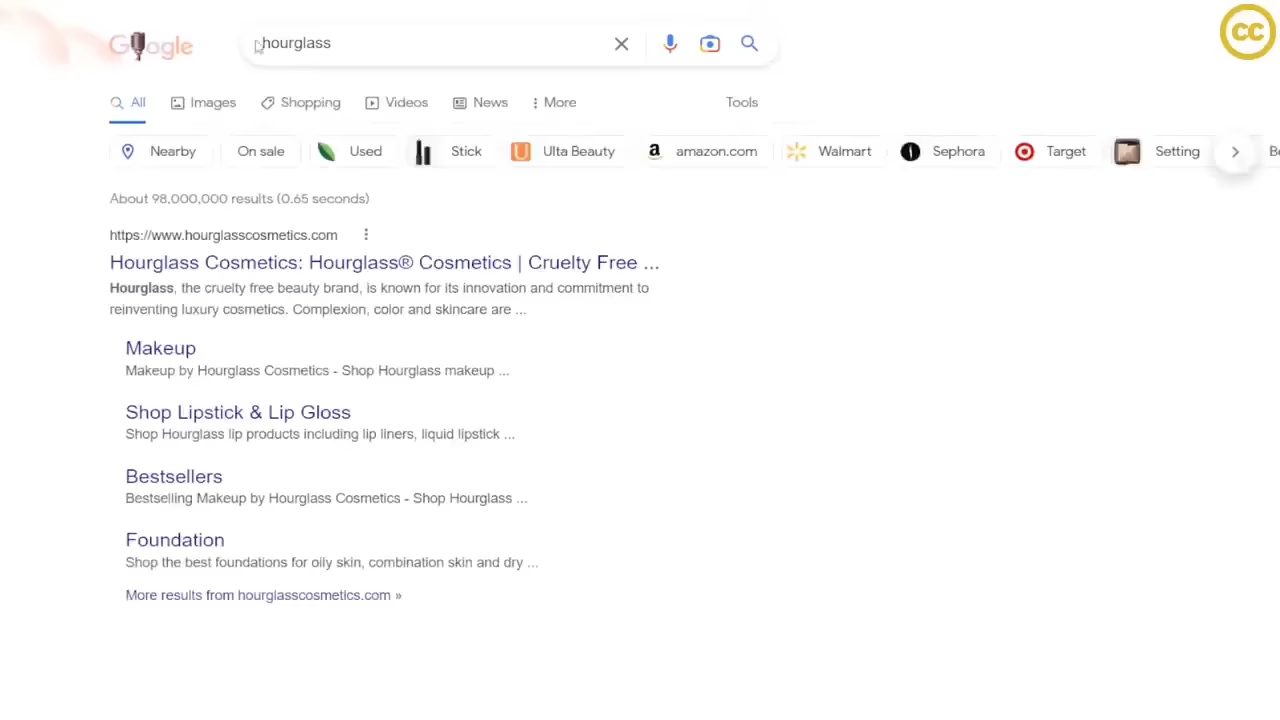 Google
hourglass
CC
All Images Shopping Videos News More Tools
Nearby On sale Used Stick Ulta Beauty amazon.com Walmart Sephora Target Setting
About 98,000,000 results (0.65 seconds)
https://www.hourglasscosmetics.com
Hourglass Cosmetics: Hourglass® Cosmetics | Cruelty Free ...
Hourglass, the cruelty free beauty brand, is known for its innovation and commitment to
reinventing luxury cosmetics. Complexion, color and skincare are ...
Makeup
Makeup by Hourglass Cosmetics - Shop Hourglass makeup ...
Shop Lipstick & Lip Gloss
Shop Hourglass lip products including lip liners, liquid lipstick ...
Bestsellers
Bestselling Makeup by Hourglass Cosmetics - Shop Hourglass ...
Foundation
Shop the best foundations for oily skin, combination skin and dry ...
More results from hourglasscosmetics.com »